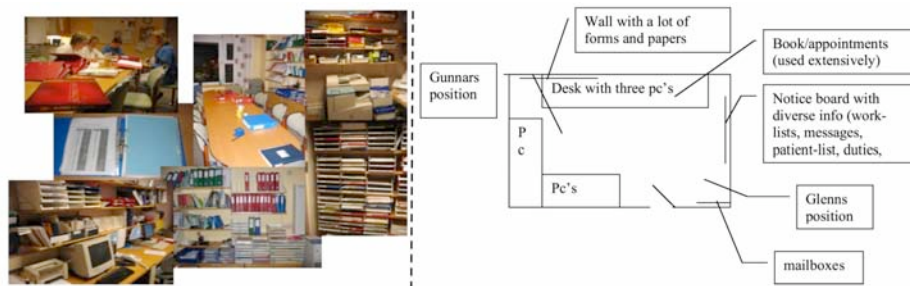 Wall with a lot of
forms and papers
Book/appointments
(used extensively)
Gunnars
position
Desk with three pc's
Notice board with
diverse info (work-
lists, messages,
patient-list, duties,
P
c
Pc's
Glenns
position
mailboxes